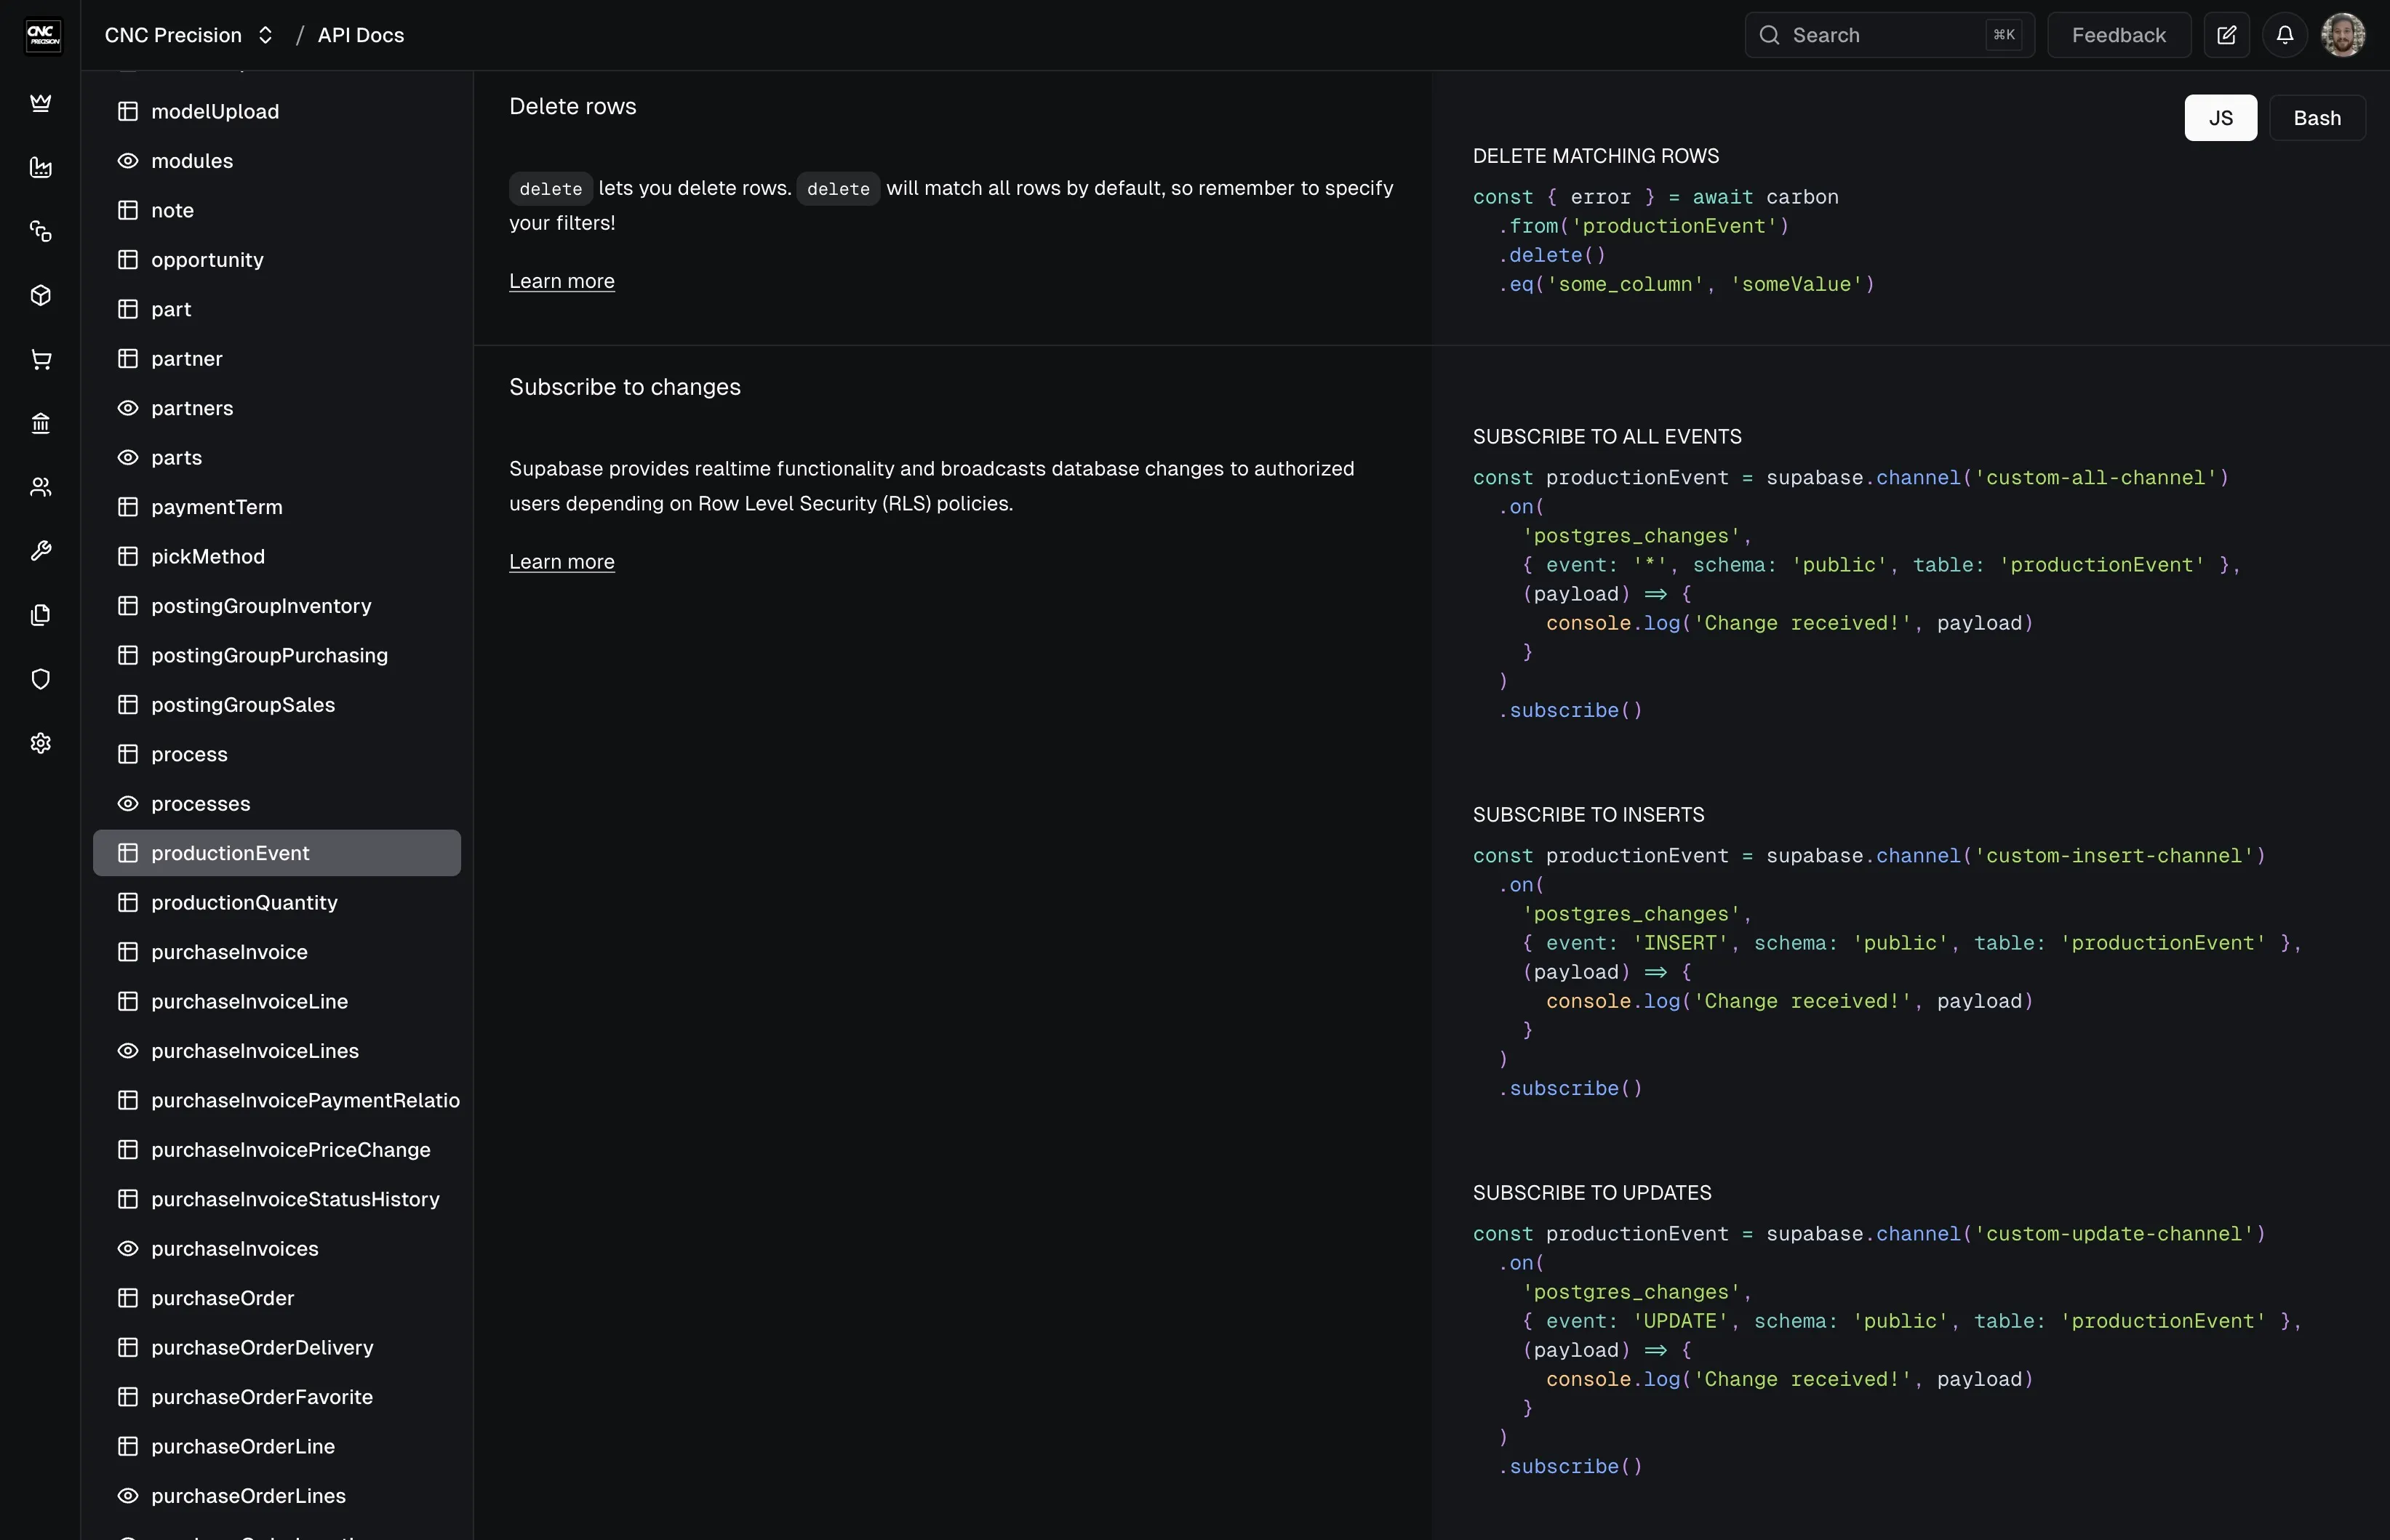 CNC PRECISION
CNC Precision / API Docs
Search ⌘K
Feedback
modelUpload
modules
note
opportunity
part
partner
partners
parts
paymentTerm
pickMethod
postingGroupInventory
postingGroupPurchasing
postingGroupSales
process
processes
productionEvent
productionQuantity
purchaseInvoice
purchaseInvoiceLine
purchaseInvoiceLines
purchaseInvoicePaymentRelatio
purchaseInvoicePriceChange
purchaseInvoiceStatusHistory
purchaseInvoices
purchaseOrder
purchaseOrderDelivery
purchaseOrderFavorite
purchaseOrderLine
purchaseOrderLines
Delete rows
delete lets you delete rows. delete will match all rows by default, so remember to specify
your filters!
Learn more
Subscribe to changes
Supabase provides realtime functionality and broadcasts database changes to authorized
users depending on Row Level Security (RLS) policies.
Learn more
JS
Bash
DELETE MATCHING ROWS
const { error } = await carbon
  .from('productionEvent')
  .delete()
  .eq('some_column', 'someValue')
SUBSCRIBE TO ALL EVENTS
const productionEvent = supabase.channel('custom-all-channel')
  .on(
    'postgres_changes',
    { event: '*', schema: 'public', table: 'productionEvent' },
    (payload) => {
      console.log('Change received!', payload)
    }
  )
  .subscribe()
SUBSCRIBE TO INSERTS
const productionEvent = supabase.channel('custom-insert-channel')
  .on(
    'postgres_changes',
    { event: 'INSERT', schema: 'public', table: 'productionEvent' },
    (payload) => {
      console.log('Change received!', payload)
    }
  )
  .subscribe()
SUBSCRIBE TO UPDATES
const productionEvent = supabase.channel('custom-update-channel')
  .on(
    'postgres_changes',
    { event: 'UPDATE', schema: 'public', table: 'productionEvent' },
    (payload) => {
      console.log('Change received!', payload)
    }
  )
  .subscribe()